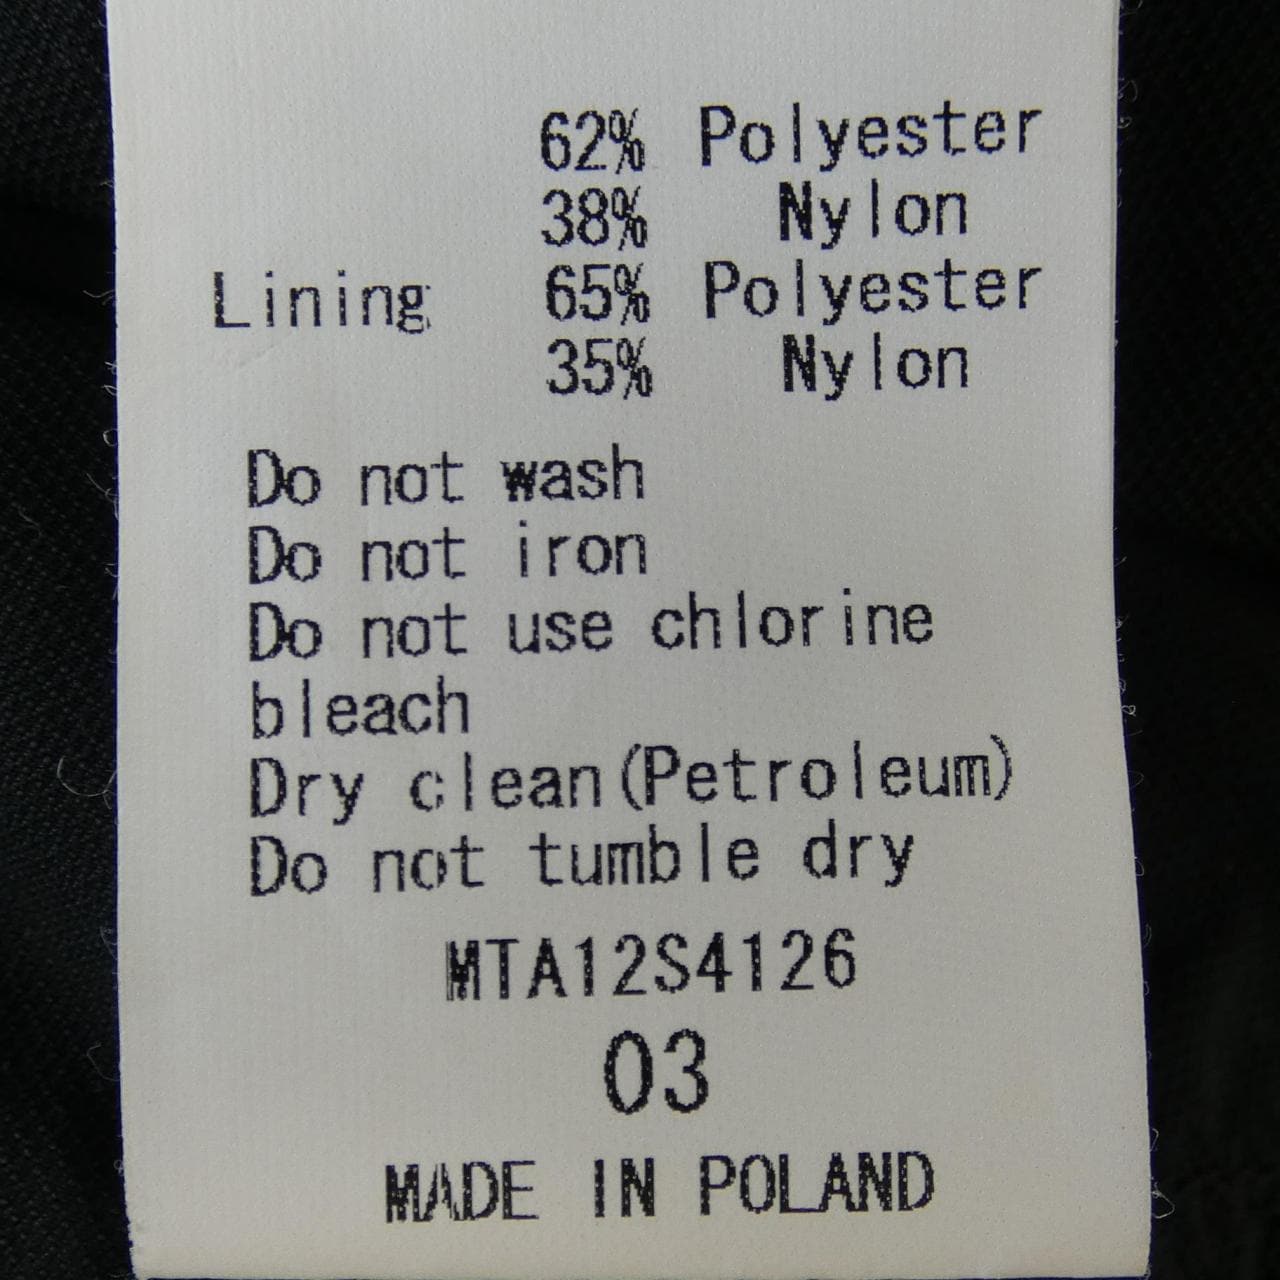 62% Polyester
38% Nylon
Lining 65% Polyester
35% Nylon
Do not wash
Do not iron
Do not use chlorine
bleach
Dry clean(Petroleum)
Do not tumble dry
MTA12S4126
03
MADE IN POLAND